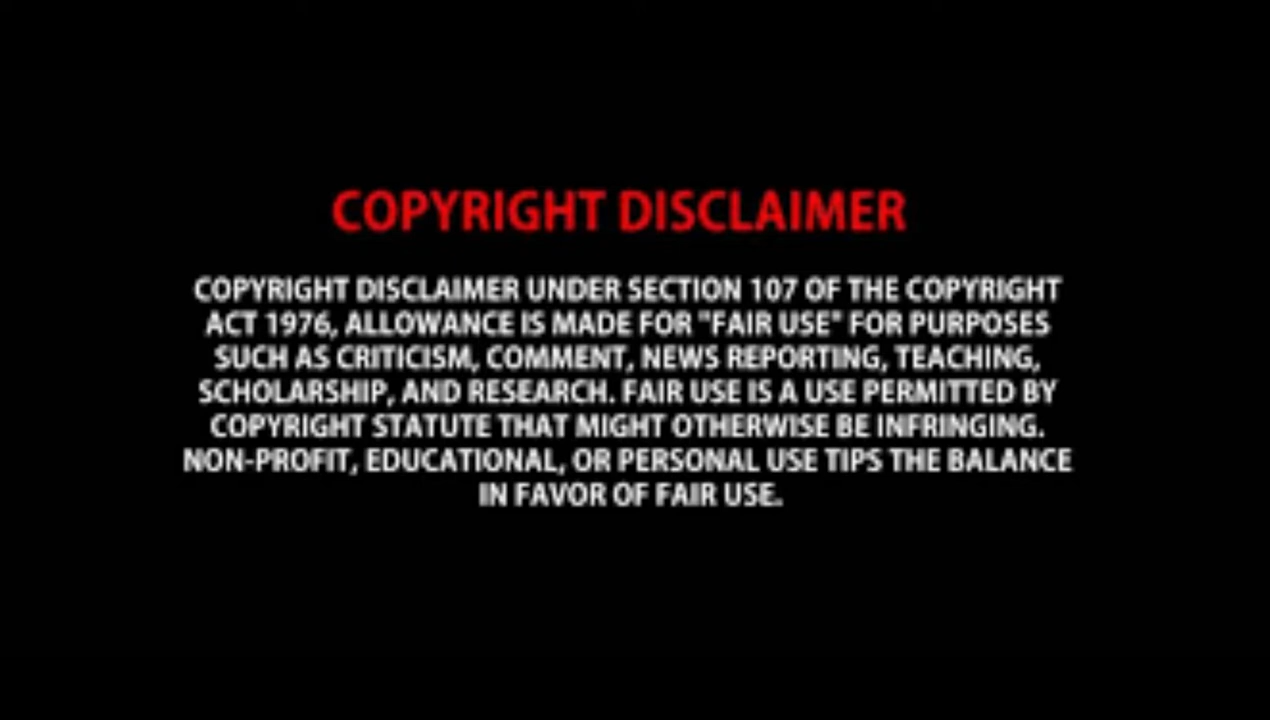 COPYRIGHT DISCLAIMER
COPYRIGHT DISCLAIMER UNDER SECTION 107 OF THE COPYRIGHT
ACT 1976, ALLOWANCE IS MADE FOR "FAIR USE" FOR PURPOSES
SUCH AS CRITICISM, COMMENT, NEWS REPORTING, TEACHING,
SCHOLARSHIP, AND RESEARCH. FAIR USE IS A USE PERMITTED BY
COPYRIGHT STATUTE THAT MIGHT OTHERWISE BE INFRINGING.
NON-PROFIT, EDUCATIONAL, OR PERSONAL USE TIPS THE BALANCE
IN FAVOR OF FAIR USE.